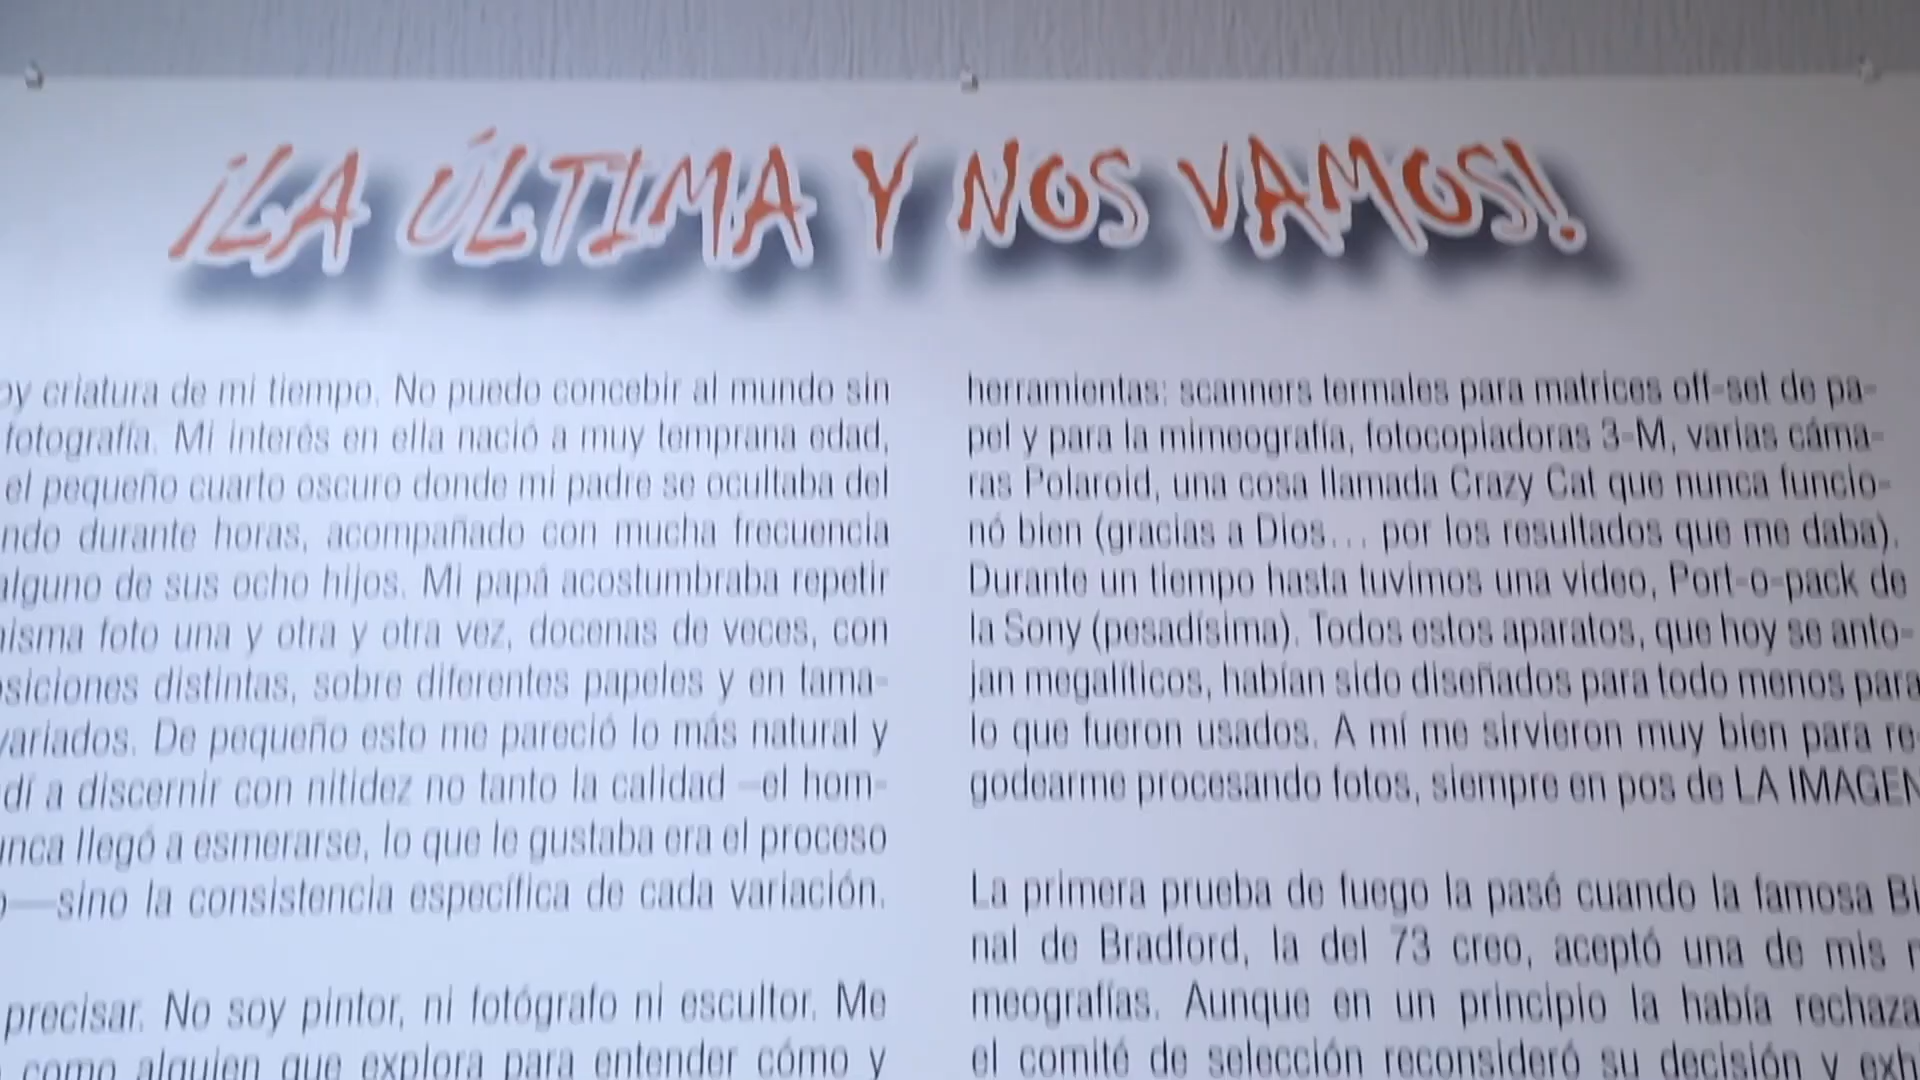 ¡LA ÚLTIMA Y NOS VAMOS!
criatura de mi tiempo. No puedo concebir al mundo sin
fotografía. Mi interés en ella nació a muy temprana edad,
el pequeño cuarto oscuro donde mi padre se ocultaba del
durante horas, acompañado con mucha frecuencia
alguno de sus ocho hijos. Mi papá acostumbraba repetir
misma foto una y otra y otra vez, docenas de veces, con
distintas, sobre diferentes papeles y en tama-
variados. De pequeño esto me pareció lo más natural y
a discernir con nitidez no tanto la calidad —el hom-
llegó a esmerarse, lo que le gustaba era el proceso
—sino la consistencia específica de cada variación.
precisar. No soy pintor, ni fotógrafo ni escultor. Me
como alguien que explora para entender cómo y
herramientas: scanners termales para matrices off-set de pa-
pel y para la mimeografía, fotocopiadoras 3-M, varias cáma-
ras Polaroid, una cosa llamada Crazy Cat que nunca funcio-
nó bien (gracias a Dios... por los resultados que me daba).
Durante un tiempo hasta tuvimos una video, Port-o-pack de
la Sony (pesadísima). Todos estos aparatos, que hoy se anto-
jan megalíticos, habían sido diseñados para todo menos para
lo que fueron usados. A mí me sirvieron muy bien para re-
godearme procesando fotos, siempre en pos de LA IMAGEN
La primera prueba de fuego la pasé cuando la famosa Bi
nal de Bradford, la del 73 creo, aceptó una de mis
meografías. Aunque en un principio la había rechaza
el comité de selección reconsideró su decisión y exh